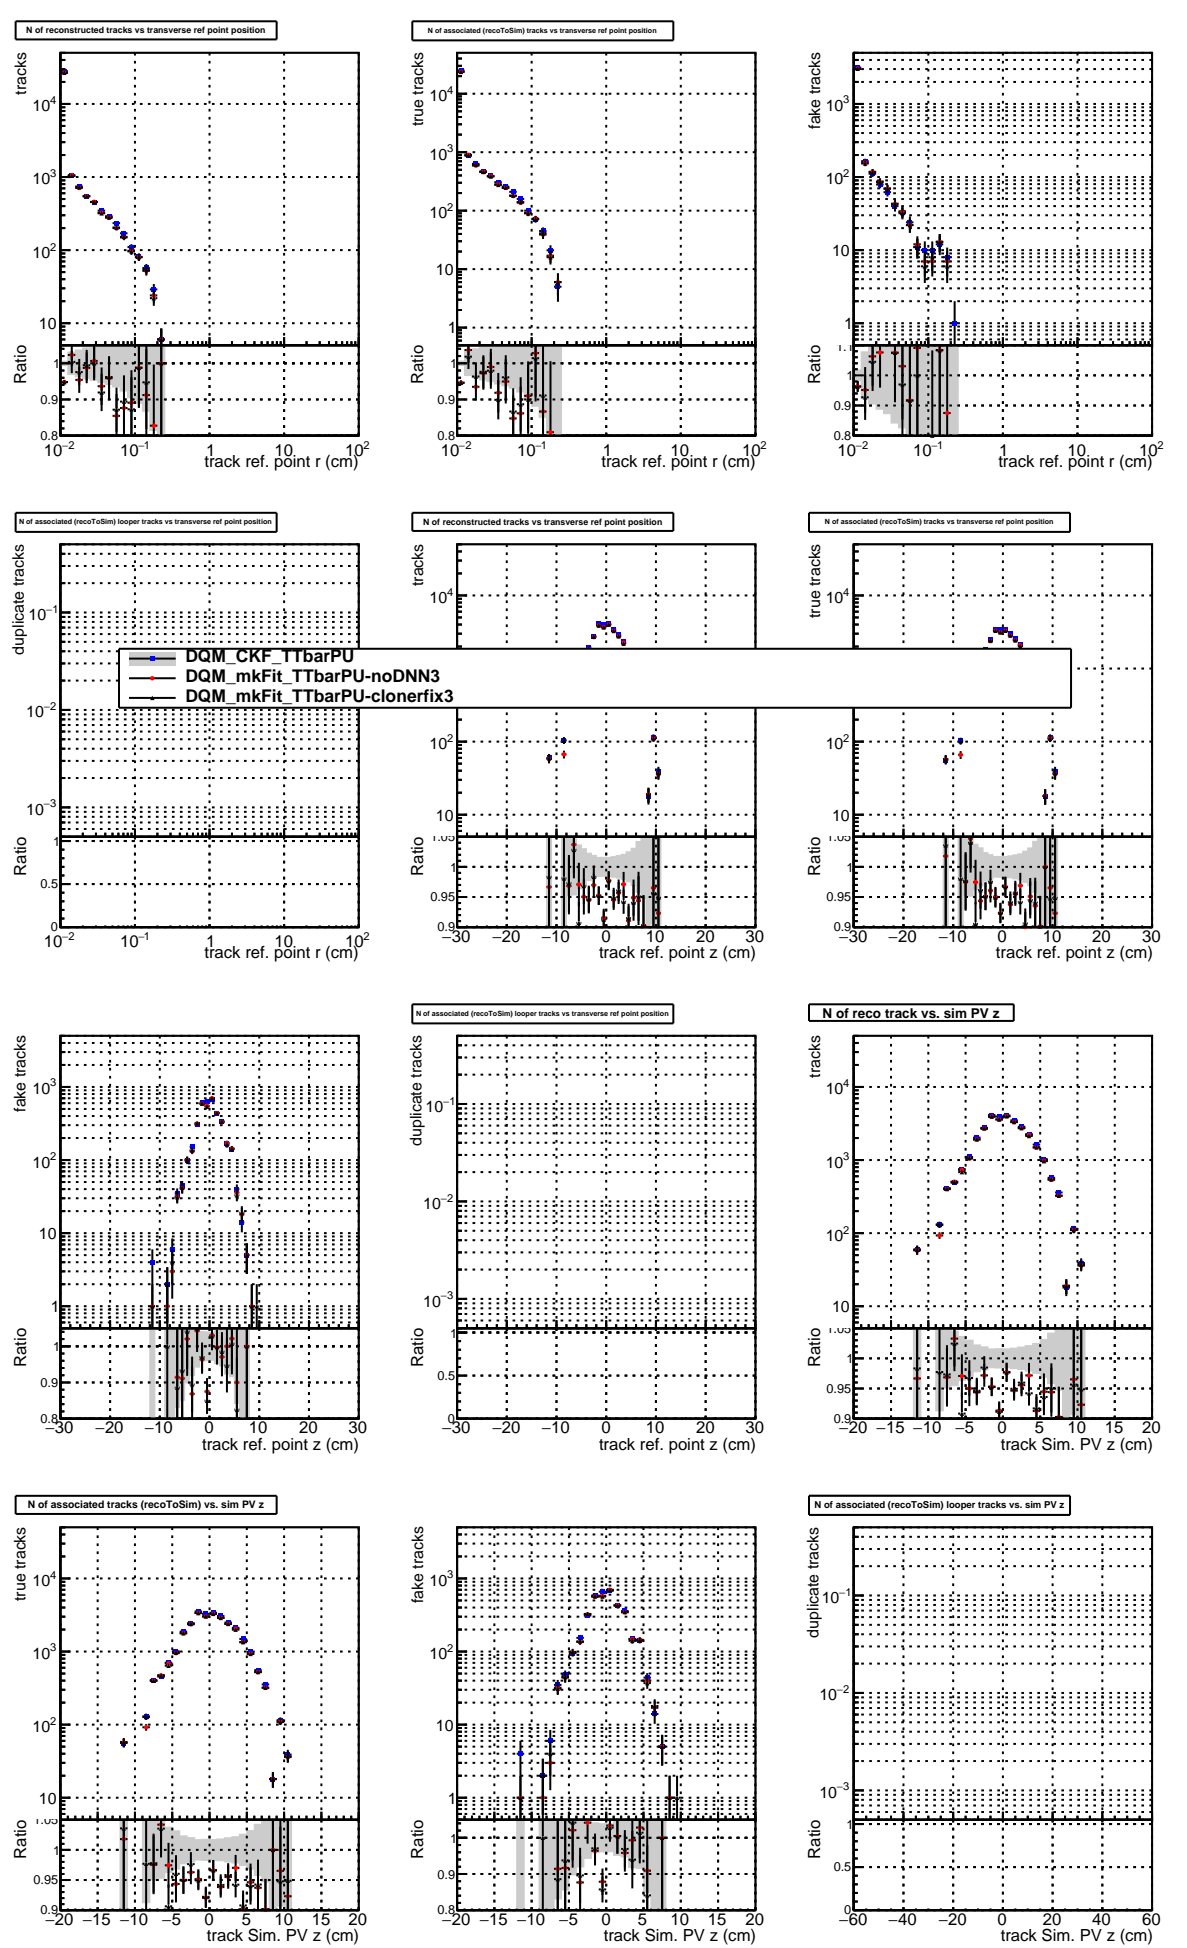 N of reconstructed tracks vs transverse ref point position
tracks
10^4
10^3
10^2
10
Ratio
1
0.9
0.8
10^−2 10^−1 1 10 10^2
track ref. point r (cm)
N of associated (recoToSim) tracks vs transverse ref point position
true tracks
10^4
10^3
10^2
10
1
Ratio
1
0.9
0.8
10^−2 10^−1 1 10 10^2
track ref. point r (cm)
fake tracks
10^3
10^2
10
1
Ratio
1.1
1
0.9
0.8
10^−2 10^−1 1 10 10^2
track ref. point r (cm)
N of associated (recoToSim) looper tracks vs transverse ref point position
duplicate tracks
10^−1
10^−2
10^−3
Ratio
1
0.5
0
10^−2 10^−1 1 10 10^2
track ref. point r (cm)
N of reconstructed tracks vs transverse ref point position
tracks
10^4
10^2
10
Ratio
1.05
1
0.95
0.9
−30 −20 −10 0 10 20 30
track ref. point z (cm)
N of associated (recoToSim) tracks vs transverse ref point position
true tracks
10^4
10^2
10
Ratio
1.05
1
0.95
0.9
−30 −20 −10 0 10 20 30
track ref. point z (cm)
DQM_CKF_TTbarPU
DQM_mkFit_TTbarPU-noDNN3
DQM_mkFit_TTbarPU-clonerfix3
fake tracks
10^3
10^2
10
1
Ratio
1
0.9
0.8
−30 −20 −10 0 10 20 30
track ref. point z (cm)
N of associated (recoToSim) looper tracks vs transverse ref point position
duplicate tracks
10^−1
10^−2
10^−3
Ratio
1
0.5
0
−30 −20 −10 0 10 20 30
track ref. point z (cm)
N of reco track vs. sim PV z
tracks
10^4
10^3
10^2
10
Ratio
1.05
1
0.95
0.9
−20 −15 −10 −5 0 5 10 15 20
track Sim. PV z (cm)
N of associated tracks (recoToSim) vs. sim PV z
true tracks
10^4
10^3
10^2
10
Ratio
1.05
1
0.95
0.9
−20 −15 −10 −5 0 5 10 15 20
track Sim. PV z (cm)
fake tracks
10^3
10^2
10
1
Ratio
1
0.9
0.8
−20 −15 −10 −5 0 5 10 15 20
track Sim. PV z (cm)
N of associated (recoToSim) looper tracks vs. sim PV z
duplicate tracks
10^−1
10^−2
10^−3
Ratio
1
0.5
0
−60 −40 −20 0 20 40 60
track Sim. PV z (cm)